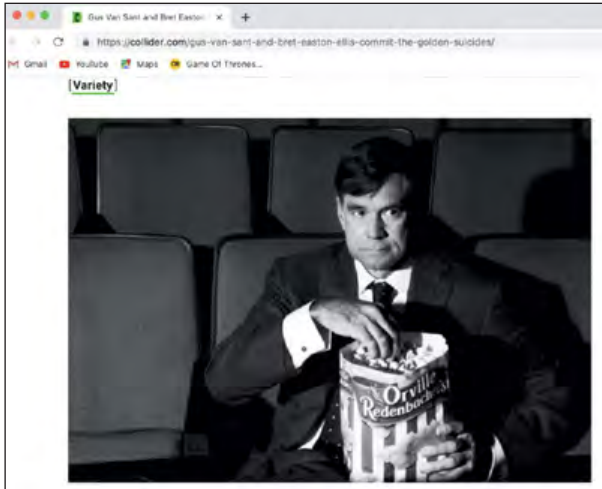 Gus Van Sant and Bret Easton
https://collider.com/gus-van-sant-and-bret-easton-ellis-commit-the-golden-suicides/
Gmail YouTube Maps Game Of Thrones...
[Variety]
Orville
Redenbacher's